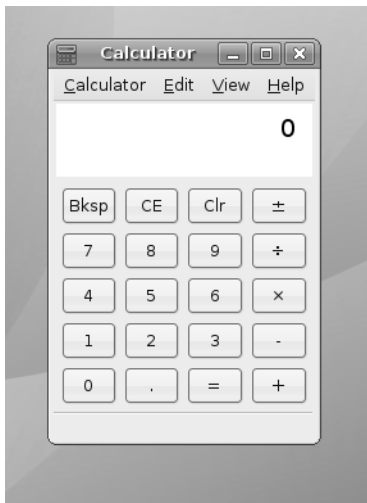 Calculator
Calculator Edit View Help
0
Bksp CE Clr ±
7 8 9 ÷
4 5 6 ×
1 2 3 -
0 . = +